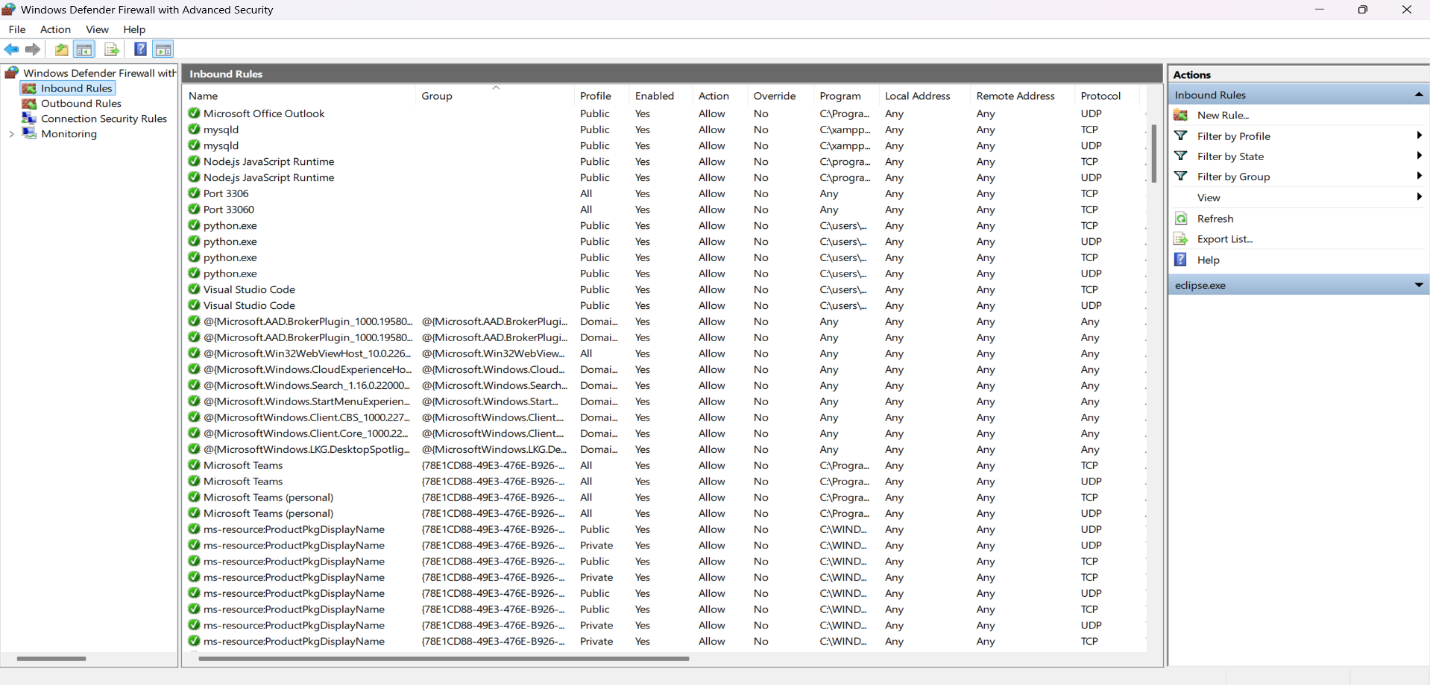 Windows Defender Firewall with Advanced Security
File Action View Help
Windows Defender Firewall with
Inbound Rules
Outbound Rules
Connection Security Rules
Monitoring
Inbound Rules
Name Group Profile Enabled Action Override Program Local Address Remote Address Protocol
Microsoft Office Outlook Public Yes Allow No C:\Progra... Any Any UDP
mysqld Public Yes Allow No C:\xampp... Any Any TCP
mysqld Public Yes Allow No C:\xampp... Any Any UDP
Node.js JavaScript Runtime Public Yes Allow No C:\progra... Any Any TCP
Node.js JavaScript Runtime Public Yes Allow No C:\progra... Any Any UDP
Port 3306 All Yes Allow No Any Any Any TCP
Port 33060 All Yes Allow No Any Any Any TCP
python.exe Public Yes Allow No C:\users\... Any Any TCP
python.exe Public Yes Allow No C:\users\... Any Any UDP
python.exe Public Yes Allow No C:\users\... Any Any TCP
python.exe Public Yes Allow No C:\users\... Any Any UDP
Visual Studio Code Public Yes Allow No C:\users\... Any Any TCP
Visual Studio Code Public Yes Allow No C:\users\... Any Any UDP
@{Microsoft.AAD.BrokerPlugin_1000.19580... @{Microsoft.AAD.BrokerPlugi... Domai... Yes Allow No Any Any Any Any
@{Microsoft.AAD.BrokerPlugin_1000.19580... @{Microsoft.AAD.BrokerPlugi... Domai... Yes Allow No Any Any Any Any
@{Microsoft.Win32WebViewHost_10.0.226... @{Microsoft.Win32WebView... All Yes Allow No Any Any Any Any
@{Microsoft.Windows.CloudExperienceHo... @{Microsoft.Windows.Cloud... Domai... Yes Allow No Any Any Any Any
@{Microsoft.Windows.Search_1.16.0.22000... @{Microsoft.Windows.Search... Domai... Yes Allow No Any Any Any Any
@{Microsoft.Windows.StartMenuExperien... @{Microsoft.Windows.Start... Domai... Yes Allow No Any Any Any Any
@{MicrosoftWindows.Client.CBS_1000.227... @{MicrosoftWindows.Client.... Domai... Yes Allow No Any Any Any Any
@{MicrosoftWindows.Client.Core_1000.22... @{MicrosoftWindows.Client.... Domai... Yes Allow No Any Any Any Any
@{MicrosoftWindows.LKG.DesktopSpotlig... @{MicrosoftWindows.LKG.De... Domai... Yes Allow No Any Any Any Any
Microsoft Teams {78E1CD88-49E3-476E-B926-... All Yes Allow No C:\Progra... Any Any TCP
Microsoft Teams {78E1CD88-49E3-476E-B926-... All Yes Allow No C:\Progra... Any Any UDP
Microsoft Teams (personal) {78E1CD88-49E3-476E-B926-... All Yes Allow No C:\Progra... Any Any TCP
Microsoft Teams (personal) {78E1CD88-49E3-476E-B926-... All Yes Allow No C:\Progra... Any Any UDP
ms-resource:ProductPkgDisplayName {78E1CD88-49E3-476E-B926-... Public Yes Allow No C:\WIND... Any Any UDP
ms-resource:ProductPkgDisplayName {78E1CD88-49E3-476E-B926-... Private Yes Allow No C:\WIND... Any Any UDP
ms-resource:ProductPkgDisplayName {78E1CD88-49E3-476E-B926-... Public Yes Allow No C:\WIND... Any Any TCP
ms-resource:ProductPkgDisplayName {78E1CD88-49E3-476E-B926-... Private Yes Allow No C:\WIND... Any Any TCP
ms-resource:ProductPkgDisplayName {78E1CD88-49E3-476E-B926-... Public Yes Allow No C:\WIND... Any Any UDP
ms-resource:ProductPkgDisplayName {78E1CD88-49E3-476E-B926-... Public Yes Allow No C:\WIND... Any Any TCP
ms-resource:ProductPkgDisplayName {78E1CD88-49E3-476E-B926-... Private Yes Allow No C:\WIND... Any Any UDP
ms-resource:ProductPkgDisplayName {78E1CD88-49E3-476E-B926-... Private Yes Allow No C:\WIND... Any Any TCP
Actions
Inbound Rules
New Rule...
Filter by Profile
Filter by State
Filter by Group
View
Refresh
Export List...
Help
eclipse.exe